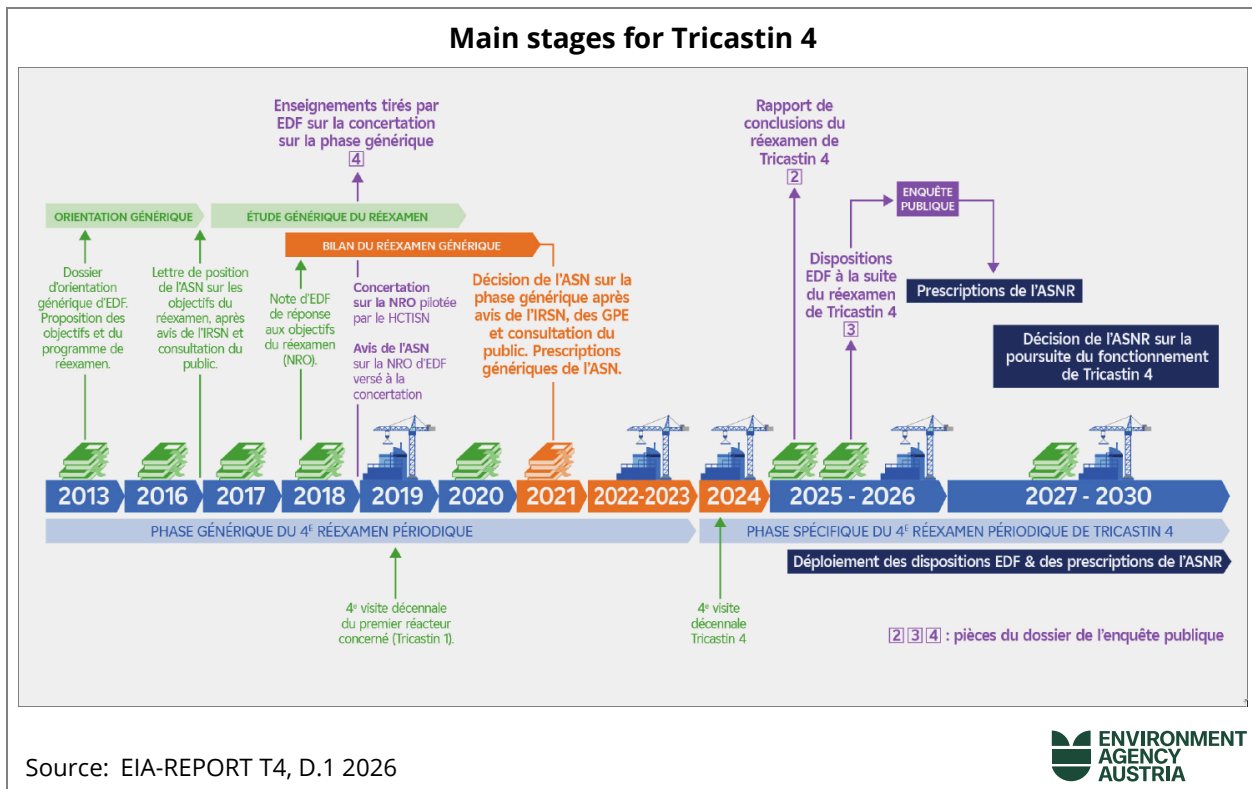 Main stages for Tricastin 4
Enseignements tirés par
EDF sur la concertation
sur la phase générique
4
Rapport de
conclusions du
réexamen de
Tricastin 4
2
ENQUÊTE
PUBLIQUE
ORIENTATION GÉNÉRIQUE
ÉTUDE GÉNÉRIQUE DU RÉEXAMEN
BILAN DU RÉEXAMEN GÉNÉRIQUE
Dossier
d'orientation
générique d'EDF.
Proposition des
objectifs et du
programme de
réexamen.
Lettre de position
de l'ASN sur les
objectifs du
réexamen, après
avis de l'IRSN et
consultation du
public.
Note d'EDF
de réponse
aux objectifs
du réexamen
(NRO).
Concertation
sur la NRO pilotée
par le HCTISN
Avis de l'ASN
sur la NRO d'EDF
versé à la
concertation
Décision de l'ASN sur la
phase générique après
avis de l'IRSN, des GPE
et consultation du
public. Prescriptions
génériques de l'ASN.
Dispositions
EDF à la suite
du réexamen
de Tricastin 4
3
Prescriptions de l'ASNR
Décision de l'ASNR sur la
poursuite du fonctionnement
de Tricastin 4
2013
2016
2017
2018
2019
2020
2021
2022-2023
2024
2025 - 2026
2027 - 2030
PHASE GÉNÉRIQUE DU 4E RÉEXAMEN PÉRIODIQUE
PHASE SPÉCIFIQUE DU 4E RÉEXAMEN PÉRIODIQUE DE TRICASTIN 4
Déploiement des dispositions EDF & des prescriptions de l'ASNR
4e visite décennale
du premier réacteur
concerné (Tricastin 1).
4e visite
décennale
Tricastin 4
2 3 4 : pièces du dossier de l'enquête publique
Source: EIA-REPORT T4, D.1 2026
ENVIRONMENT
AGENCY
AUSTRIA